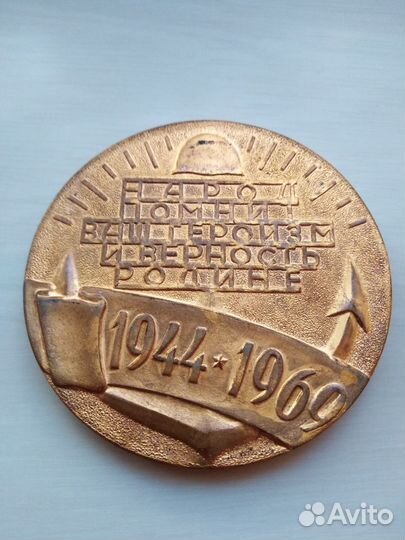 НАРОД
ПОМНИТ
ВАШ ГЕРОИЗМ
И ВЕРНОСТЬ
РОДИНЕ
1944 ★ 1969
Avito